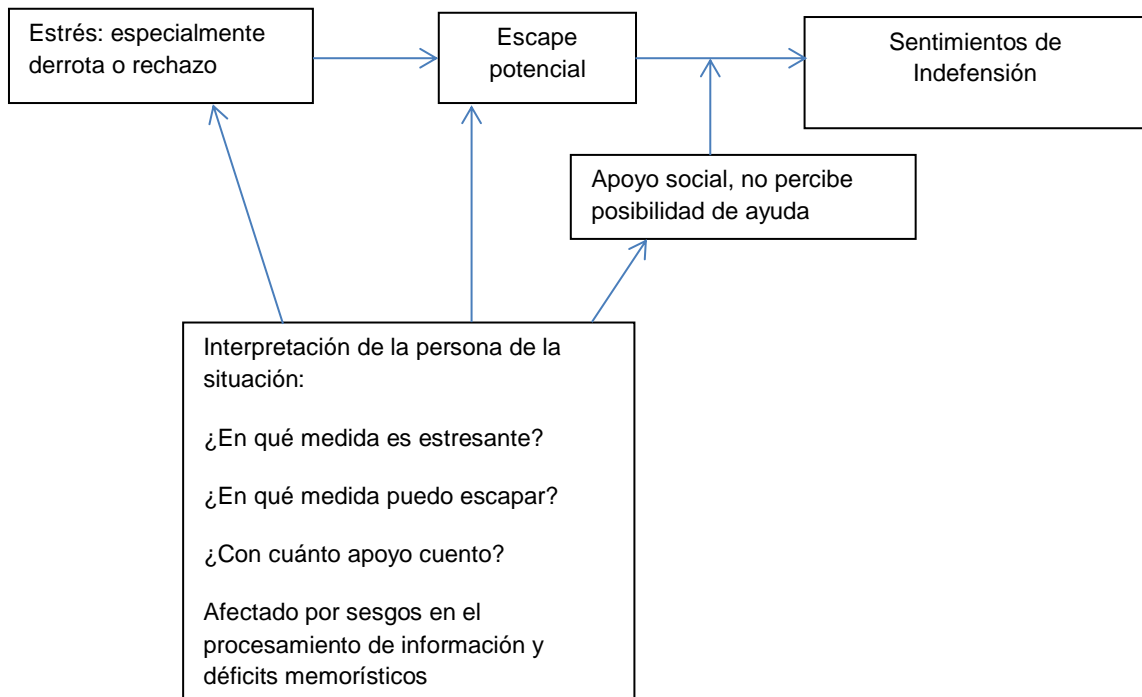 Estrés: especialmente
derrota o rechazo
Escape
potencial
Sentimientos de
Indefensión
Apoyo social, no percibe
posibilidad de ayuda
Interpretación de la persona de la
situación:
¿En qué medida es estresante?
¿En qué medida puedo escapar?
¿Con cuánto apoyo cuento?
Afectado por sesgos en el
procesamiento de información y
déficits memorísticos